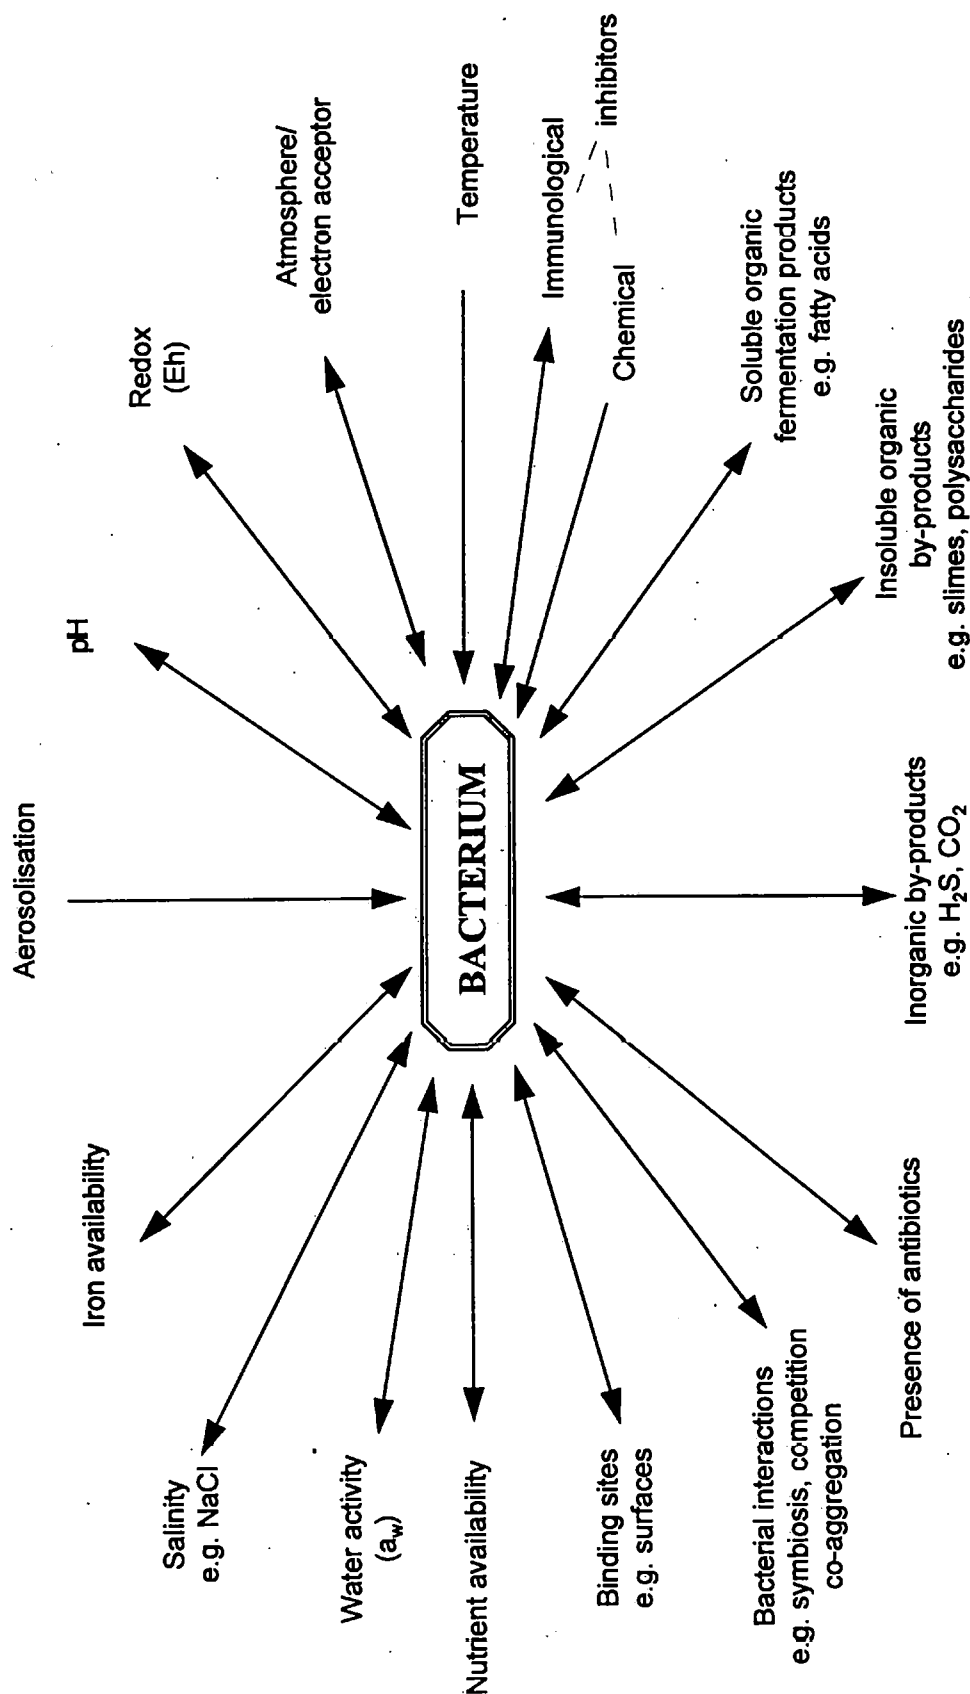 Aerosolisation
pH
Redox
(Eh)
Atmosphere/
electron acceptor
Temperature
Immunological
inhibitors
Chemical
Soluble organic
fermentation products
e.g. fatty acids
Insoluble organic
by-products
e.g. slimes, polysaccharides
Inorganic by-products
e.g. H₂S, CO₂
Presence of antibiotics
Bacterial interactions
e.g. symbiosis, competition
co-aggregation
Binding sites
e.g. surfaces
Nutrient availability
Water activity
(a_w)
Salinity
e.g. NaCl
Iron availability
BACTERIUM